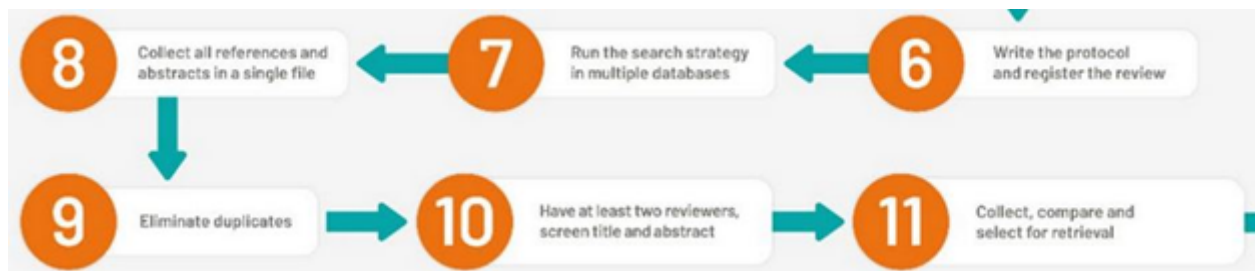 6
Write the protocol
and register the review
7
Run the search strategy
in multiple databases
8
Collect all references and
abstracts in a single file
9
Eliminate duplicates
10
Have at least two reviewers,
screen title and abstract
11
Collect, compare and
select for retrieval